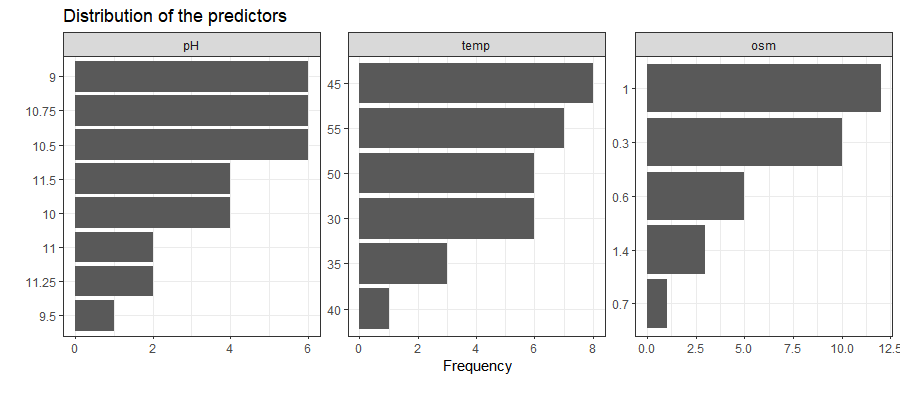 Distribution of the predictors
pH
temp
osm
9
10.75
10.5
11.5
10
11
11.25
9.5
0 2 4 6
45
55
50
30
35
40
0 2 4 6 8
1
0.3
0.6
1.4
0.7
0.0 2.5 5.0 7.5 10.0 12.5
Frequency